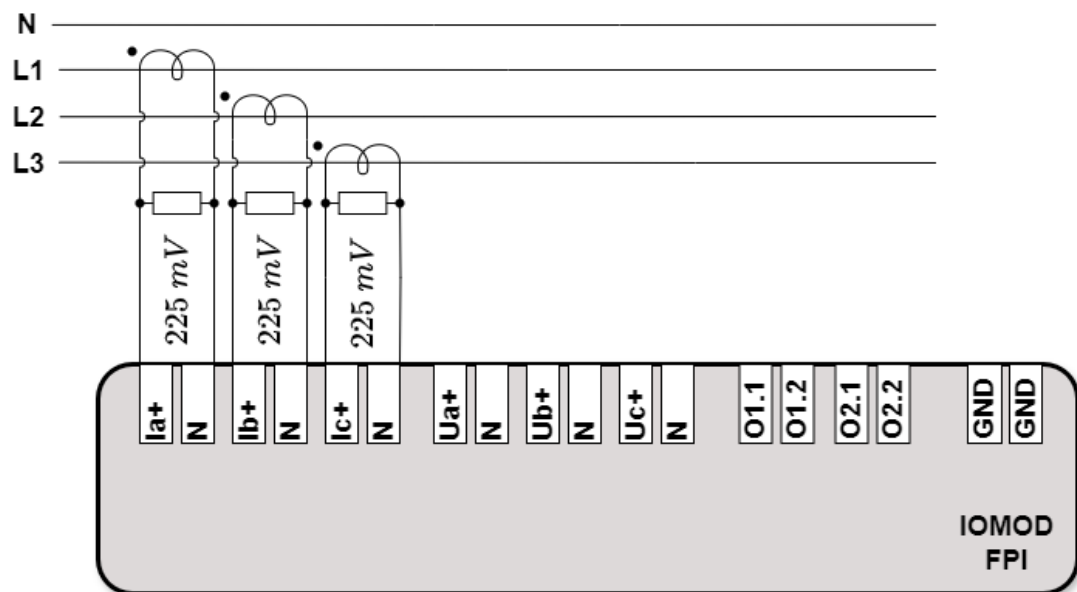 N
L1
L2
L3
225 mV
225 mV
225 mV
Ia+
N
Ib+
N
Ic+
N
Ua+
N
Ub+
N
Uc+
N
O1.1
O1.2
O2.1
O2.2
GND
GND
IOMOD
FPI